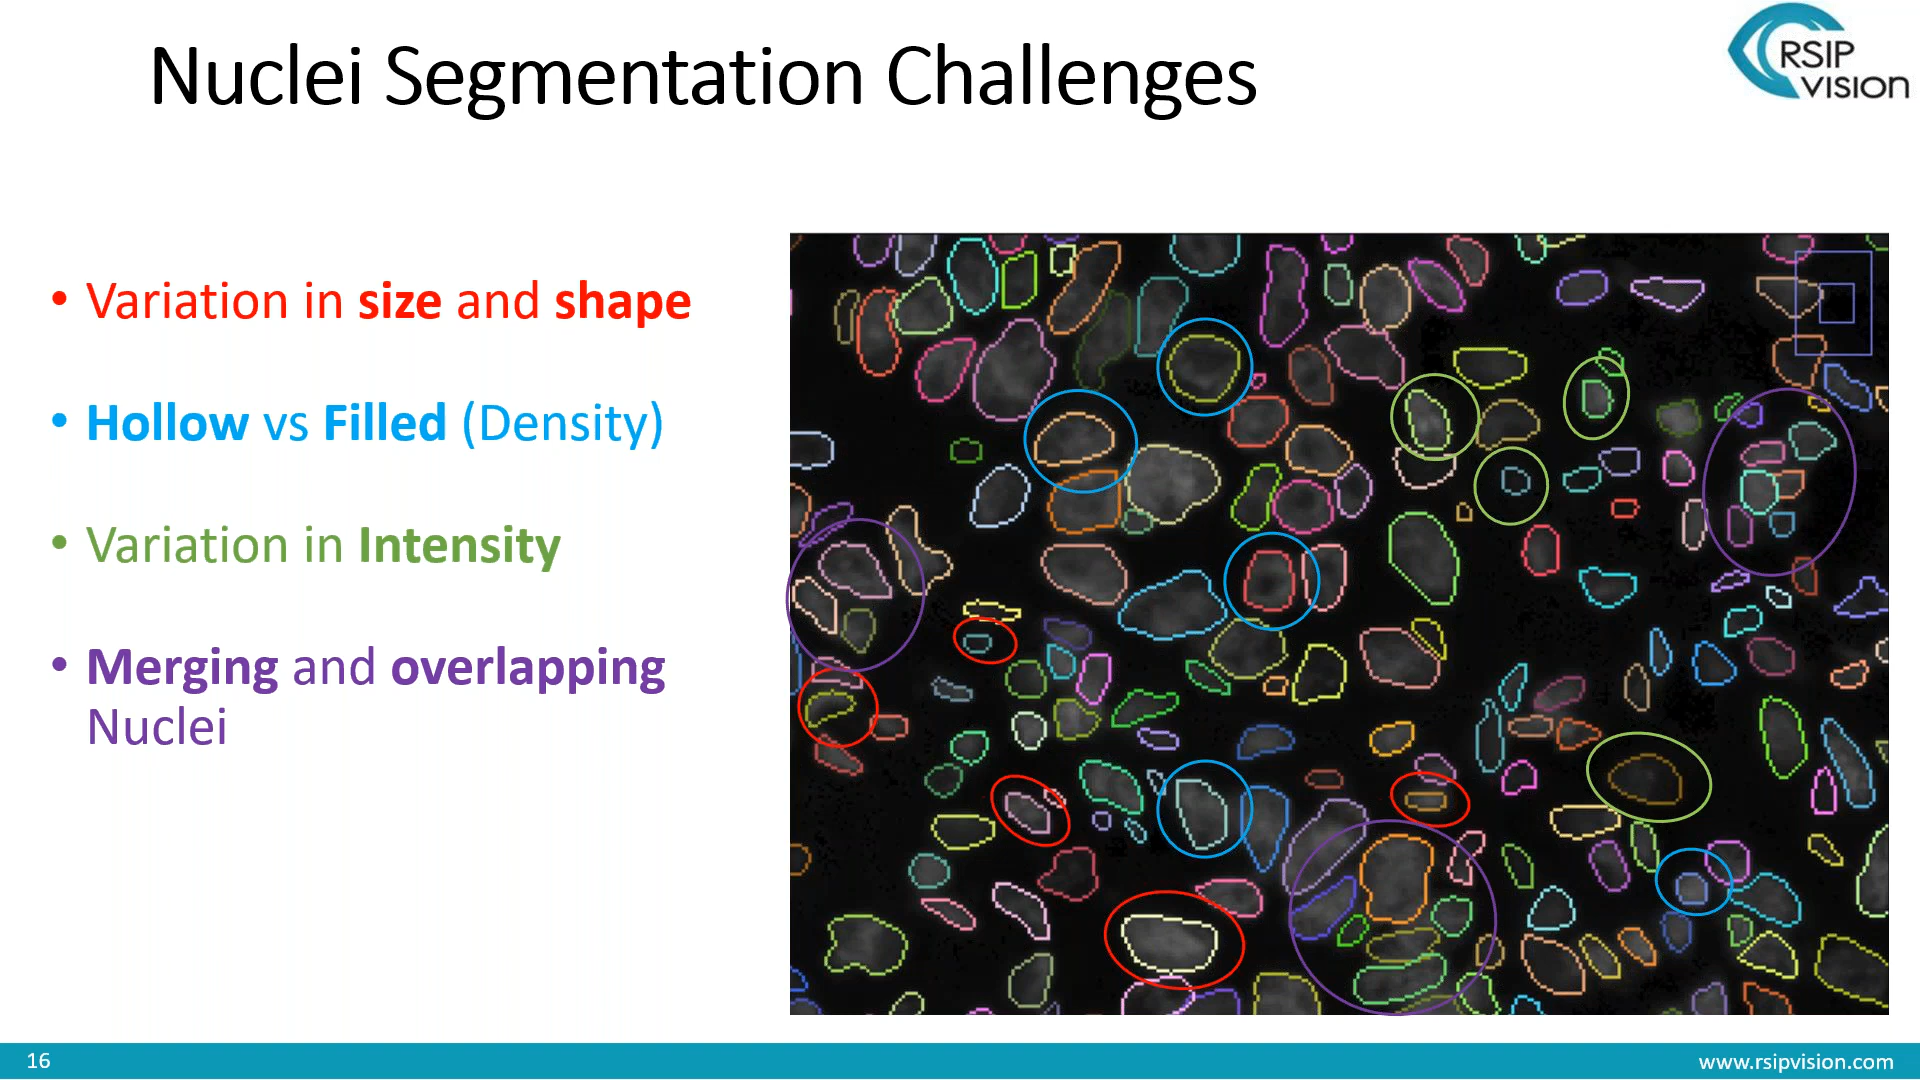 Nuclei Segmentation Challenges
RSIP
vision
• Variation in size and shape
• Hollow vs Filled (Density)
• Variation in Intensity
• Merging and overlapping
Nuclei
16
www.rsipvision.com